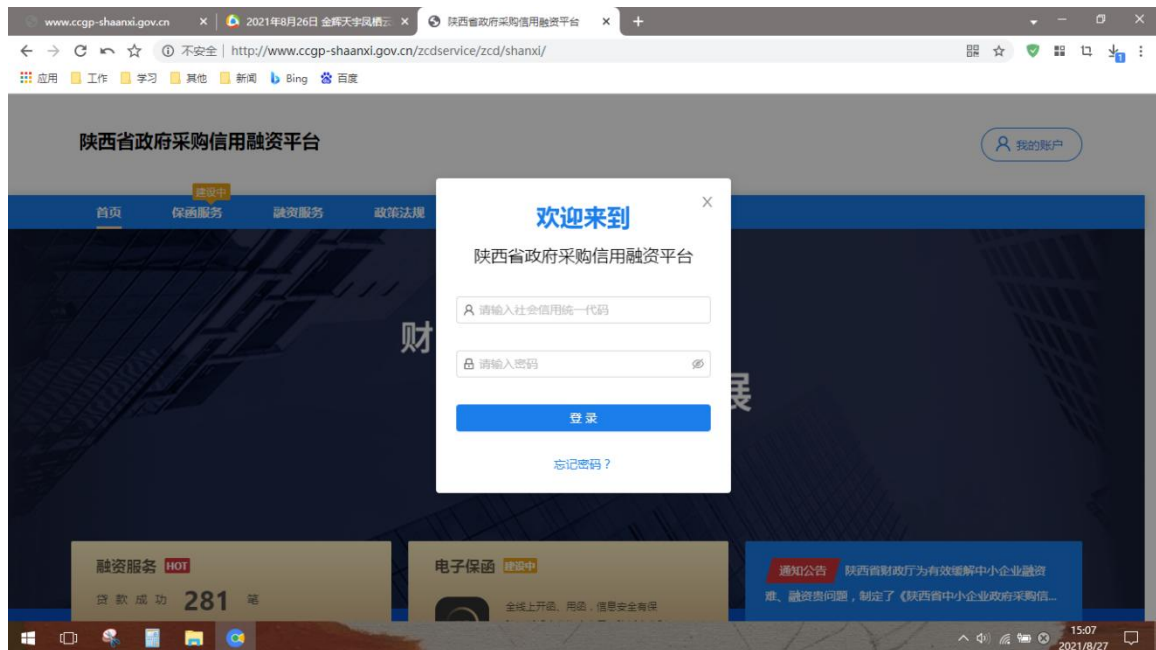 www.ccgp-shaanxi.gov.cn
2021年8月26日 金辉天宇凤栖云
陕西省政府采购信用融资平台
不安全 | http://www.ccgp-shaanxi.gov.cn/zcdservice/zcd/shanxi/
1
应用 工作 学习 其他 新闻 Bing 百度
陕西省政府采购信用融资平台
我的账户
建设中
首页 保函服务 融资服务 政策法规
欢迎来到
陕西省政府采购信用融资平台
请输入社会信用统一代码
请输入密码
登 录
忘记密码？
财
展
融资服务 HOT
贷 款 成 功 281 笔
电子保函 建设中
全线上开函、用函，信息安全有保
通知公告 陕西省财政厅为有效缓解中小企业融资
难、融资贵问题，制定了《陕西省中小企业政府采购信...
15:07
2021/8/27